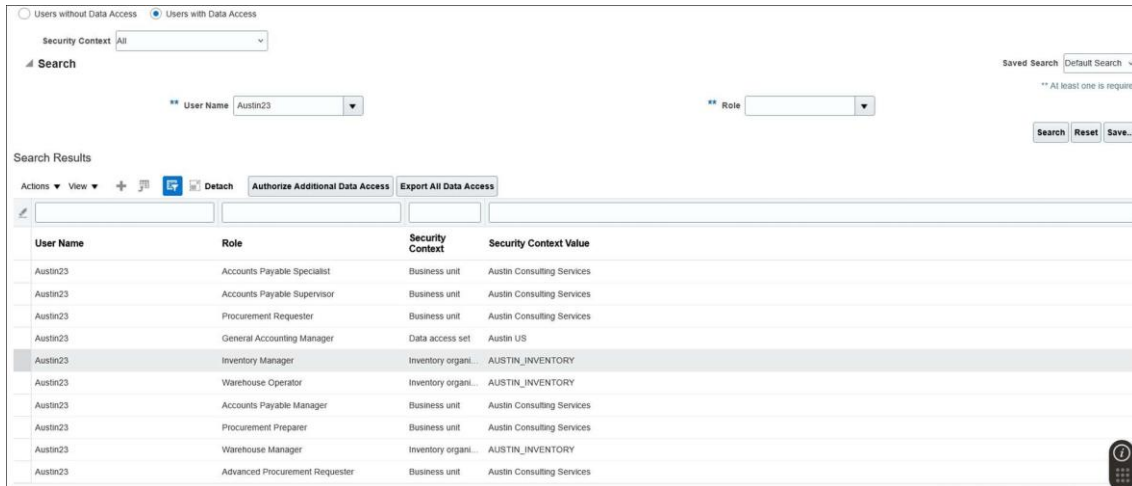 Users without Data Access Users with Data Access
Security Context All
Search
Saved Search Default Search
** At least one is require
** User Name Austin23 ** Role
Search Reset Save...
Search Results
Actions View Detach Authorize Additional Data Access Export All Data Access
User Name Role Security Context Security Context Value
Austin23 Accounts Payable Specialist Business unit Austin Consulting Services
Austin23 Accounts Payable Supervisor Business unit Austin Consulting Services
Austin23 Procurement Requester Business unit Austin Consulting Services
Austin23 General Accounting Manager Data access set Austin US
Austin23 Inventory Manager Inventory organi... AUSTIN_INVENTORY
Austin23 Warehouse Operator Inventory organi... AUSTIN_INVENTORY
Austin23 Accounts Payable Manager Business unit Austin Consulting Services
Austin23 Procurement Preparer Business unit Austin Consulting Services
Austin23 Warehouse Manager Inventory organi... AUSTIN_INVENTORY
Austin23 Advanced Procurement Requester Business unit Austin Consulting Services